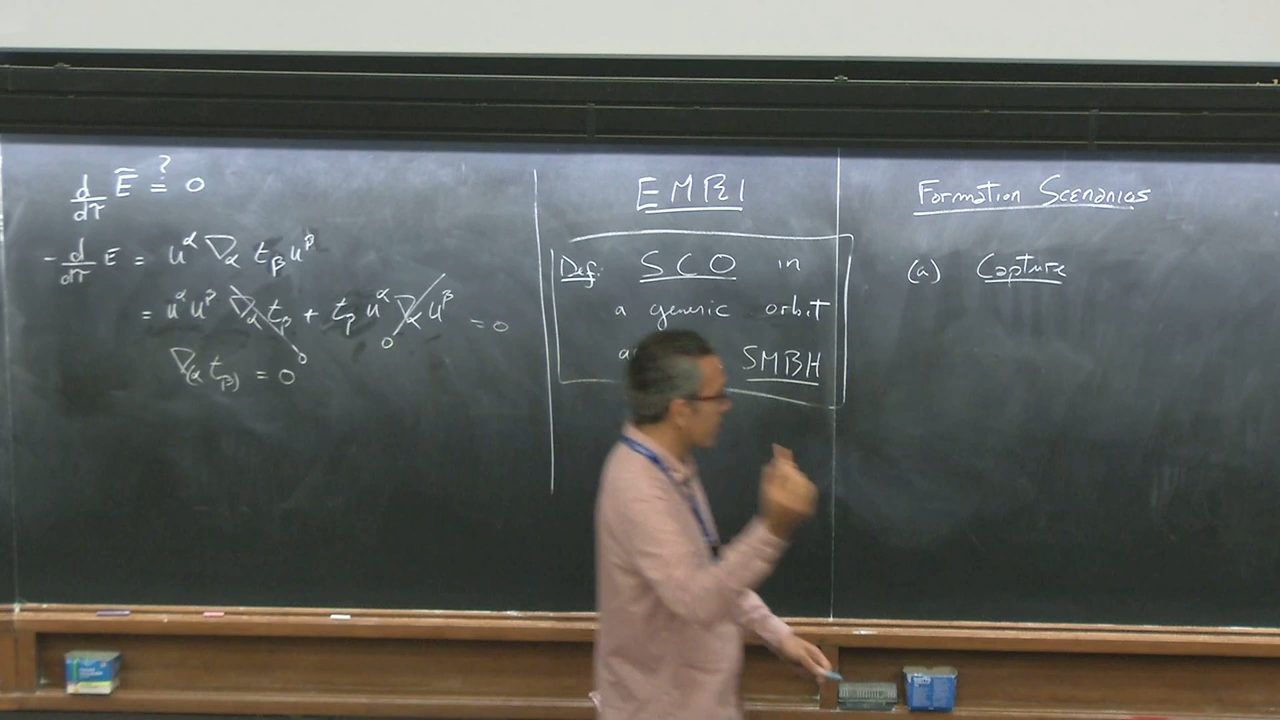 d/dτ Ẽ ?= 0
- d/dτ E = u^α ∇_α t_β u^β
= u^α u^β ∇_α t_β + t_β u^α ∇_α u^β = 0
0 0
∇_(α t_β) = 0
EMRI
Def: SCO in
a generic orbit
SMBH
Formation Scenarios
(a) Capture